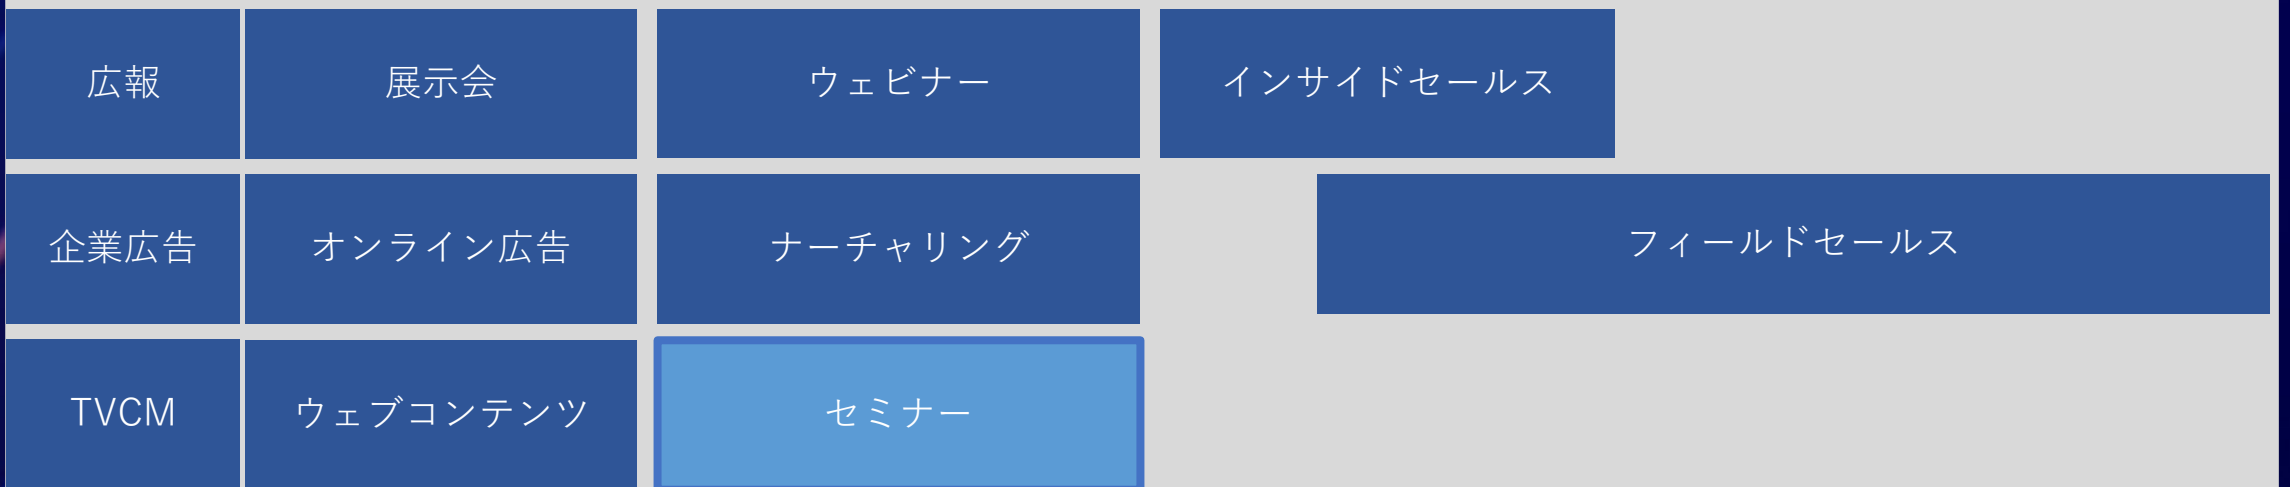 広報
展示会
ウェビナー
インサイドセールス
企業広告
オンライン広告
ナーチャリング
フィールドセールス
TVCM
ウェブコンテンツ
セミナー